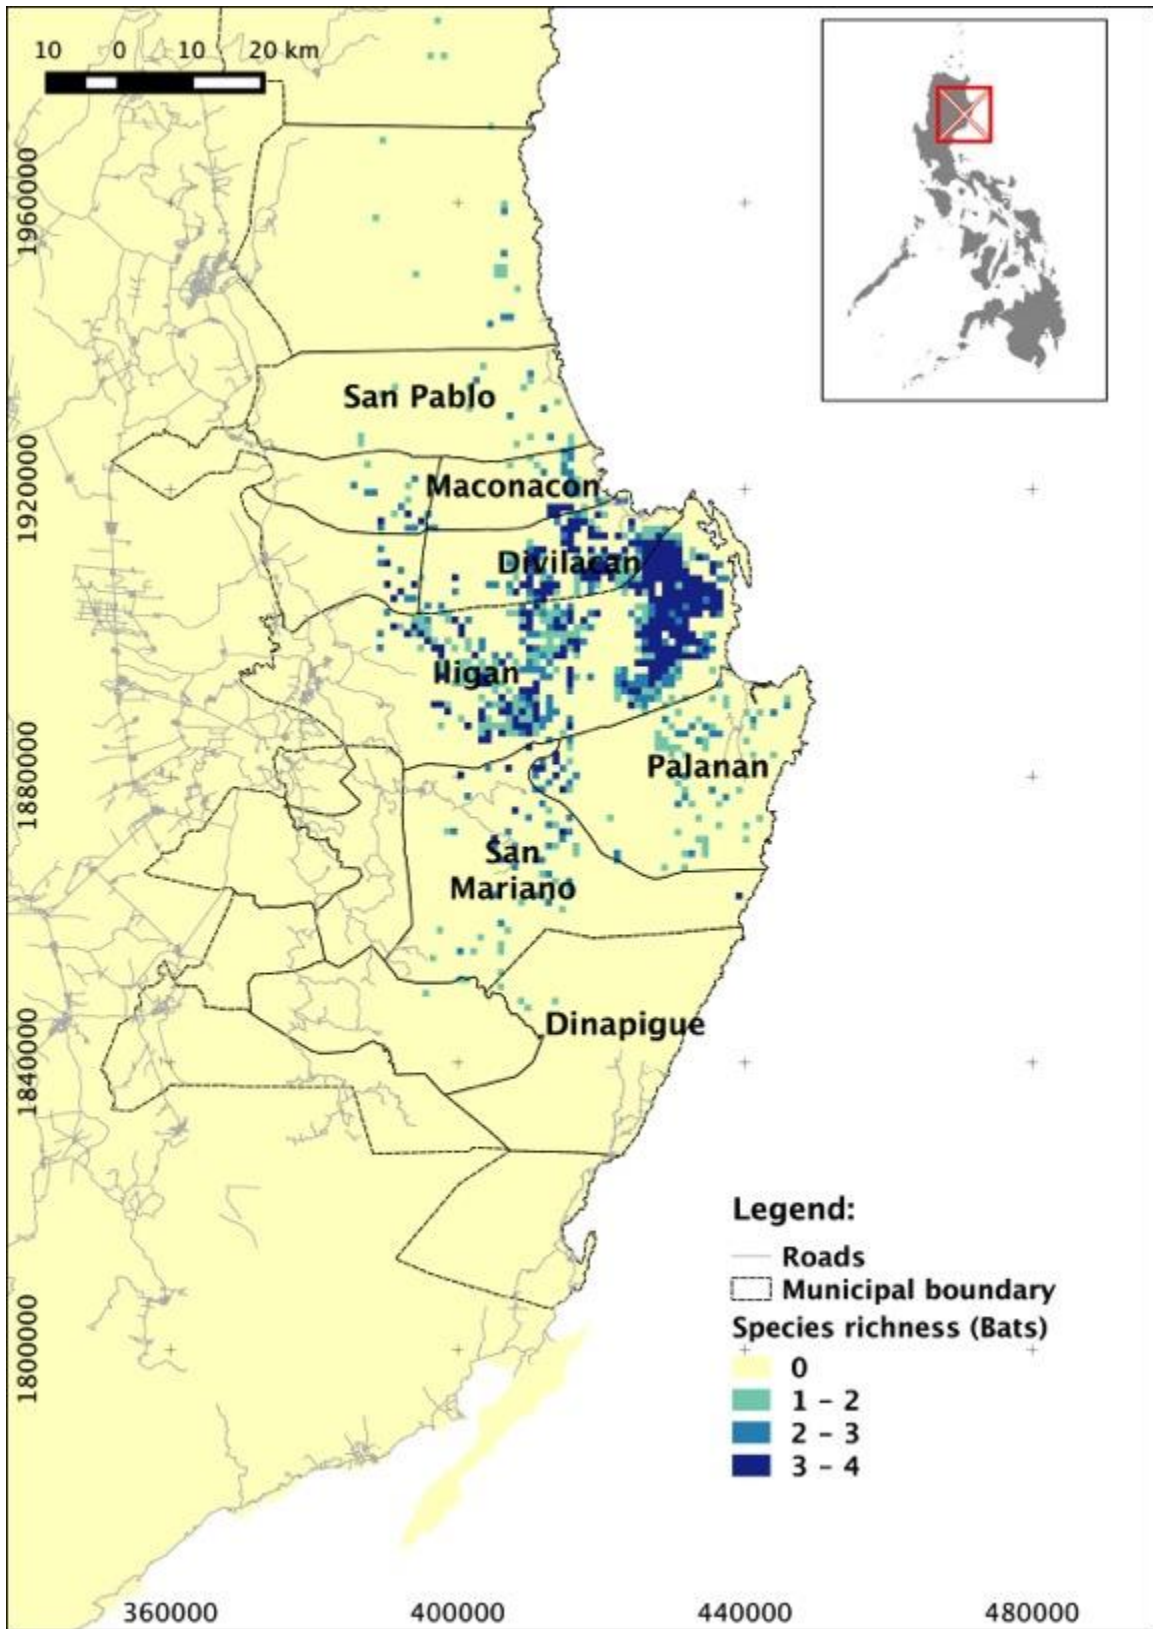 10 0 10 20 km
1960000
San Pablo
1920000
Maconacon
Divilacan
Iligan
1880000
Palanan
San
Mariano
1840000
Dinapigue
Legend:
Roads
Municipal boundary
Species richness (Bats)
1800000
0
1 – 2
2 – 3
3 – 4
360000 400000 440000 480000